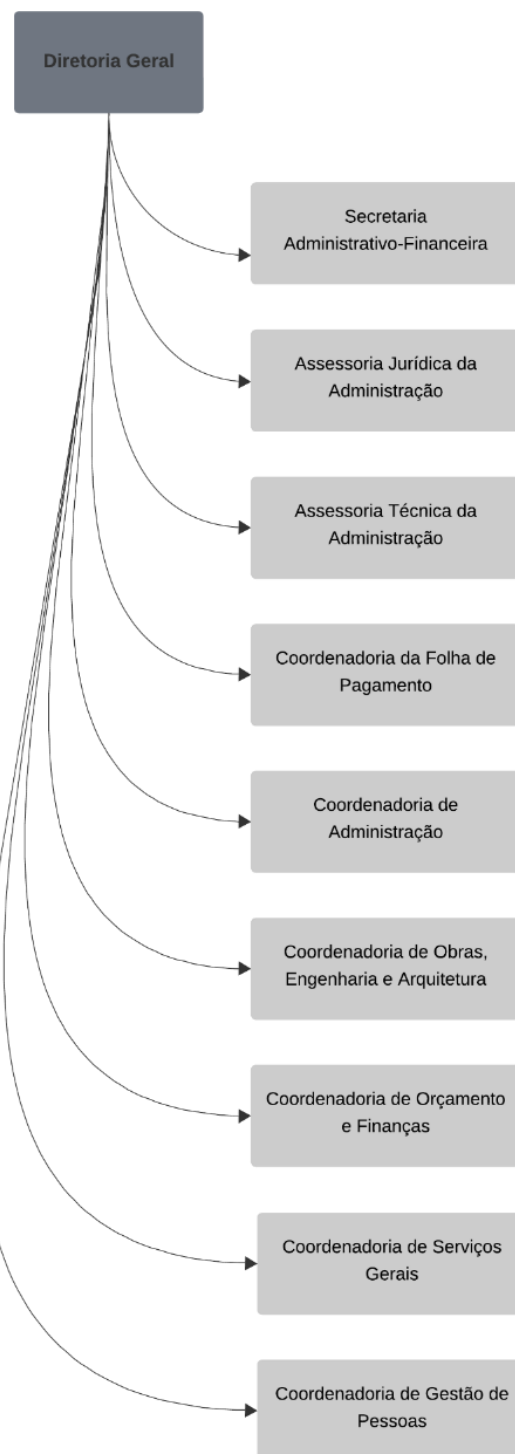 Diretoria Geral
Secretaria
Administrativo-Financeira
Assessoria Jurídica da
Administração
Assessoria Técnica da
Administração
Coordenadoria da Folha de
Pagamento
Coordenadoria de
Administração
Coordenadoria de Obras,
Engenharia e Arquitetura
Coordenadoria de Orçamento
e Finanças
Coordenadoria de Serviços
Gerais
Coordenadoria de Gestão de
Pessoas